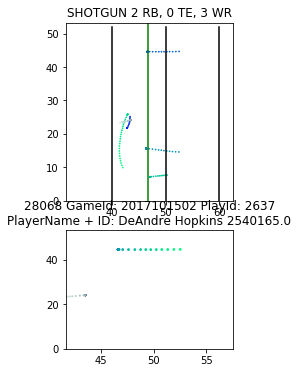 SHOTGUN 2 RB, 0 TE, 3 WR
50
40
30
20
10
0
40 50 60
28068 GameId: 2017101502 PlayId: 2637
PlayerName + ID: DeAndre Hopkins 2540165.0
40
20
0
45 50 55